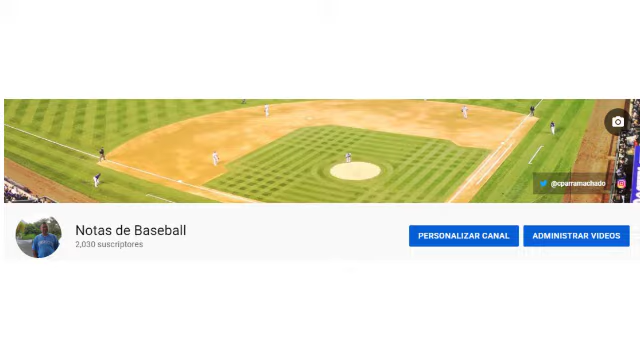 @cparramachado
Notas de Baseball
2,030 suscriptores
PERSONALIZAR CANAL
ADMINISTRAR VIDEOS